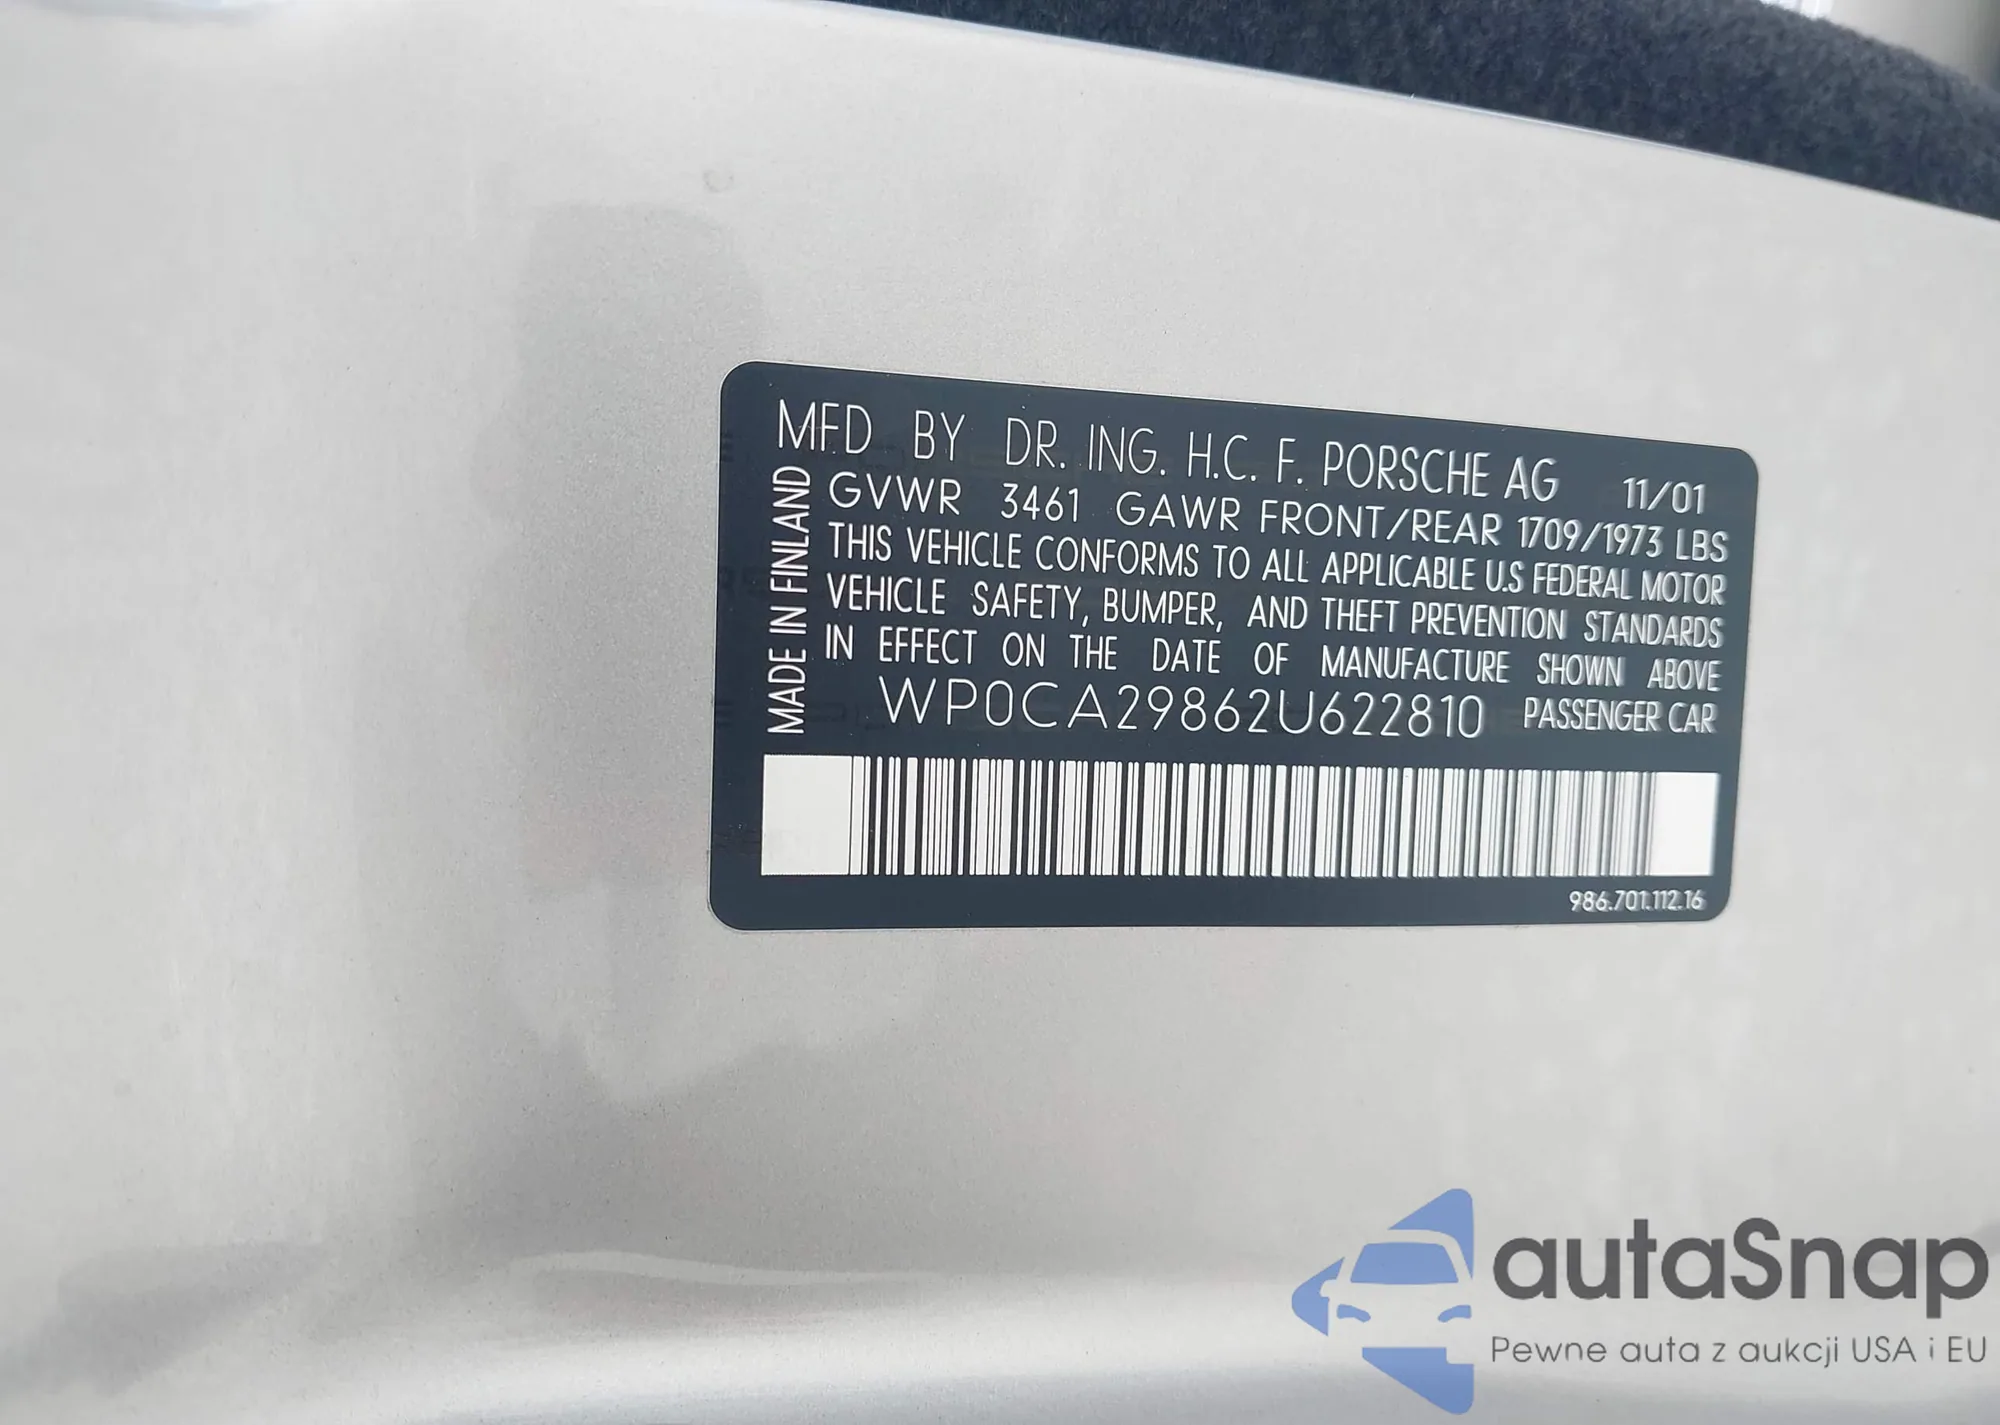 MFD BY DR. ING. H.C. F. PORSCHE AG 11/01
GVWR 3461 GAWR FRONT/REAR 1709/1973 LBS
THIS VEHICLE CONFORMS TO ALL APPLICABLE U.S FEDERAL MOTOR
VEHICLE SAFETY, BUMPER, AND THEFT PREVENTION STANDARDS
IN EFFECT ON THE DATE OF MANUFACTURE SHOWN ABOVE
WP0CA29862U622810 PASSENGER CAR
MADE IN FINLAND
986.701.112.16
autaSnap
Pewne auta z aukcji USA i EU